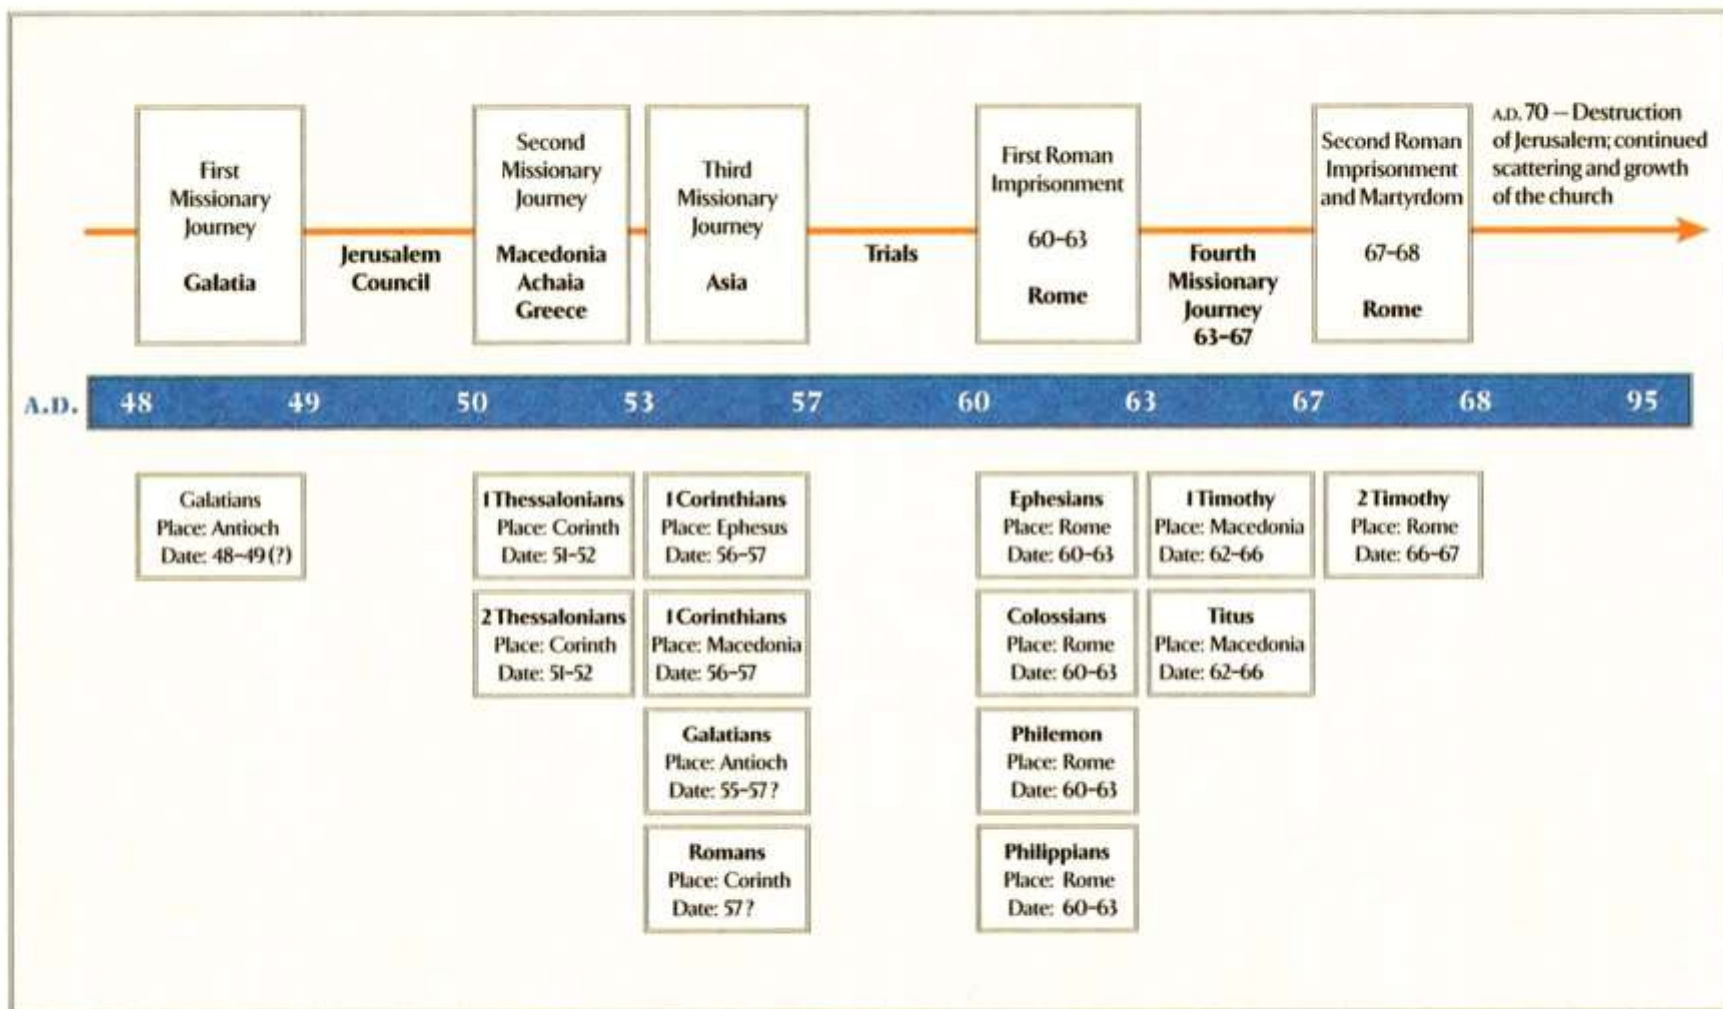 First
Missionary
Journey
Galatia
Jerusalem
Council
Second
Missionary
Journey
Macedonia
Achaia
Greece
Third
Missionary
Journey
Asia
Trials
First Roman
Imprisonment
60–63
Rome
Fourth
Missionary
Journey
63–67
Second Roman
Imprisonment
and Martyrdom
67–68
Rome
A.D. 70 – Destruction
of Jerusalem; continued
scattering and growth
of the church
A.D. 48 49 50 53 57 60 63 67 68 95
Galatians
Place: Antioch
Date: 48–49 (?)
1 Thessalonians
Place: Corinth
Date: 51–52
2 Thessalonians
Place: Corinth
Date: 51–52
1 Corinthians
Place: Ephesus
Date: 56–57
1 Corinthians
Place: Macedonia
Date: 56–57
Galatians
Place: Antioch
Date: 55–57?
Romans
Place: Corinth
Date: 57?
Ephesians
Place: Rome
Date: 60–63
Colossians
Place: Rome
Date: 60–63
Philemon
Place: Rome
Date: 60–63
Philippians
Place: Rome
Date: 60–63
1 Timothy
Place: Macedonia
Date: 62–66
Titus
Place: Macedonia
Date: 62–66
2 Timothy
Place: Rome
Date: 66–67